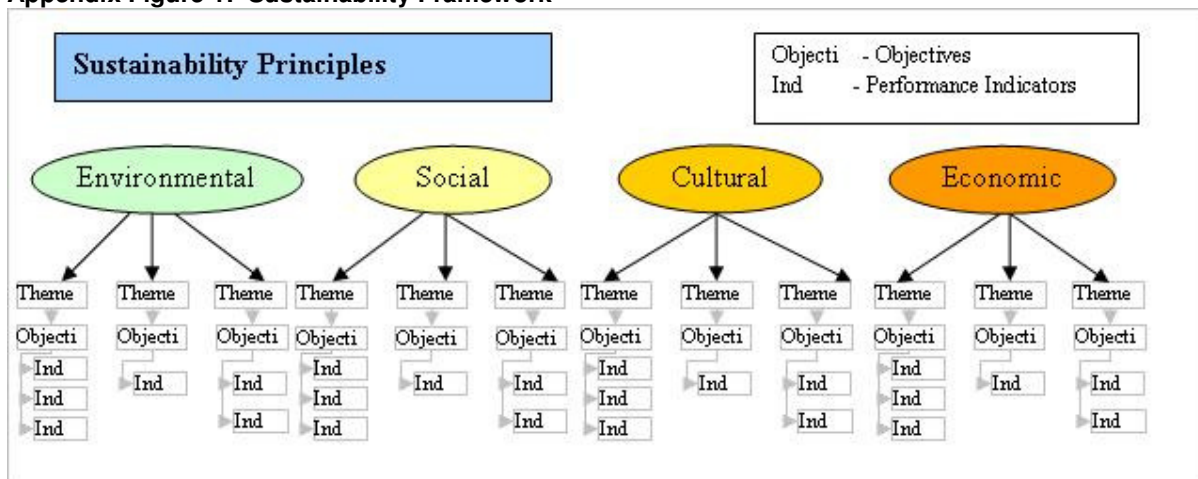 Appendix Figure 1. Sustainability Framework
Sustainability Principles
Objecti - Objectives
Ind - Performance Indicators
Environmental Social Cultural Economic
Theme Theme Theme Theme Theme Theme Theme Theme Theme Theme Theme Theme
Objecti Objecti Objecti Objecti Objecti Objecti Objecti Objecti Objecti Objecti Objecti Objecti
Ind Ind Ind Ind
Ind Ind Ind Ind Ind Ind Ind Ind
Ind Ind Ind Ind
Ind Ind Ind Ind
Ind Ind Ind Ind